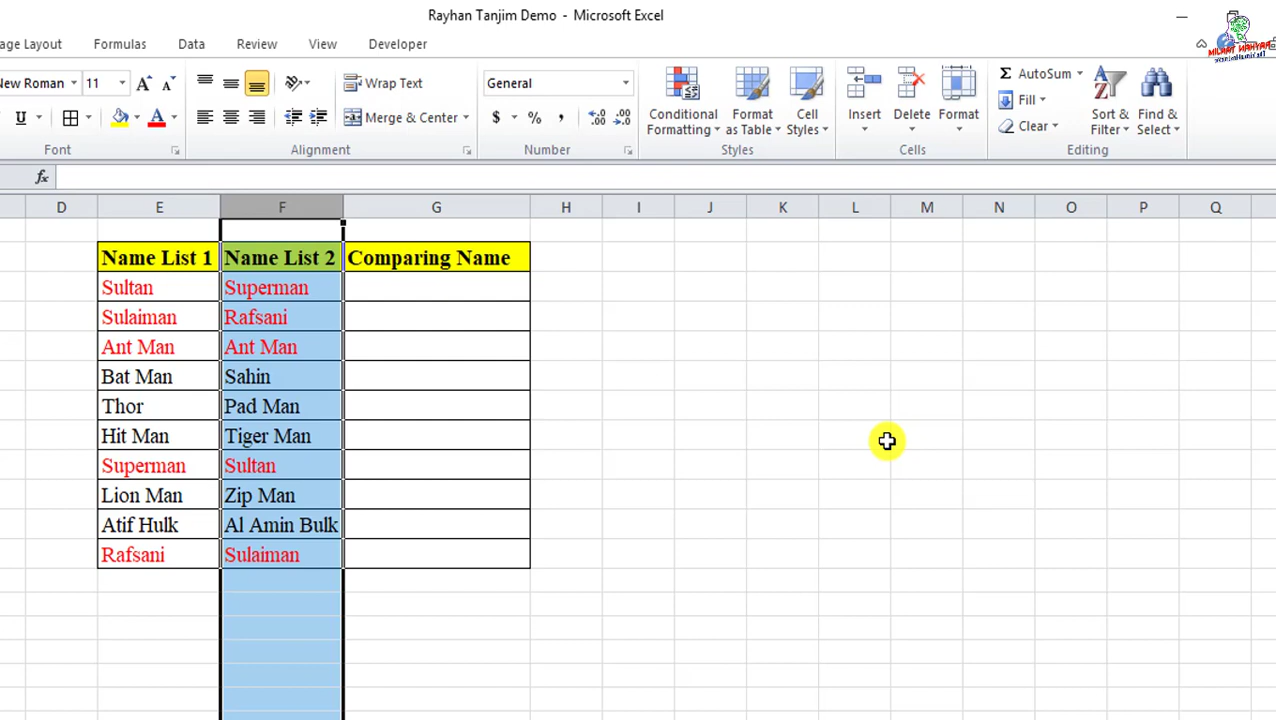 Rayhan Tanjim Demo - Microsoft Excel
age Layout Formulas Data Review View Developer
New Roman 11 Wrap Text General AutoSum
U A Merge & Center $ % , Conditional Formatting Format as Table Cell Styles Insert Delete Format Fill Clear Sort & Filter Find & Select
Font Alignment Number Styles Cells Editing
fx
D E F G H I J K L M N O P Q
Name List 1 Name List 2 Comparing Name
Sultan Superman
Sulaiman Rafsani
Ant Man Ant Man
Bat Man Sahin
Thor Pad Man
Hit Man Tiger Man
Superman Sultan
Lion Man Zip Man
Atif Hulk Al Amin Bulk
Rafsani Sulaiman